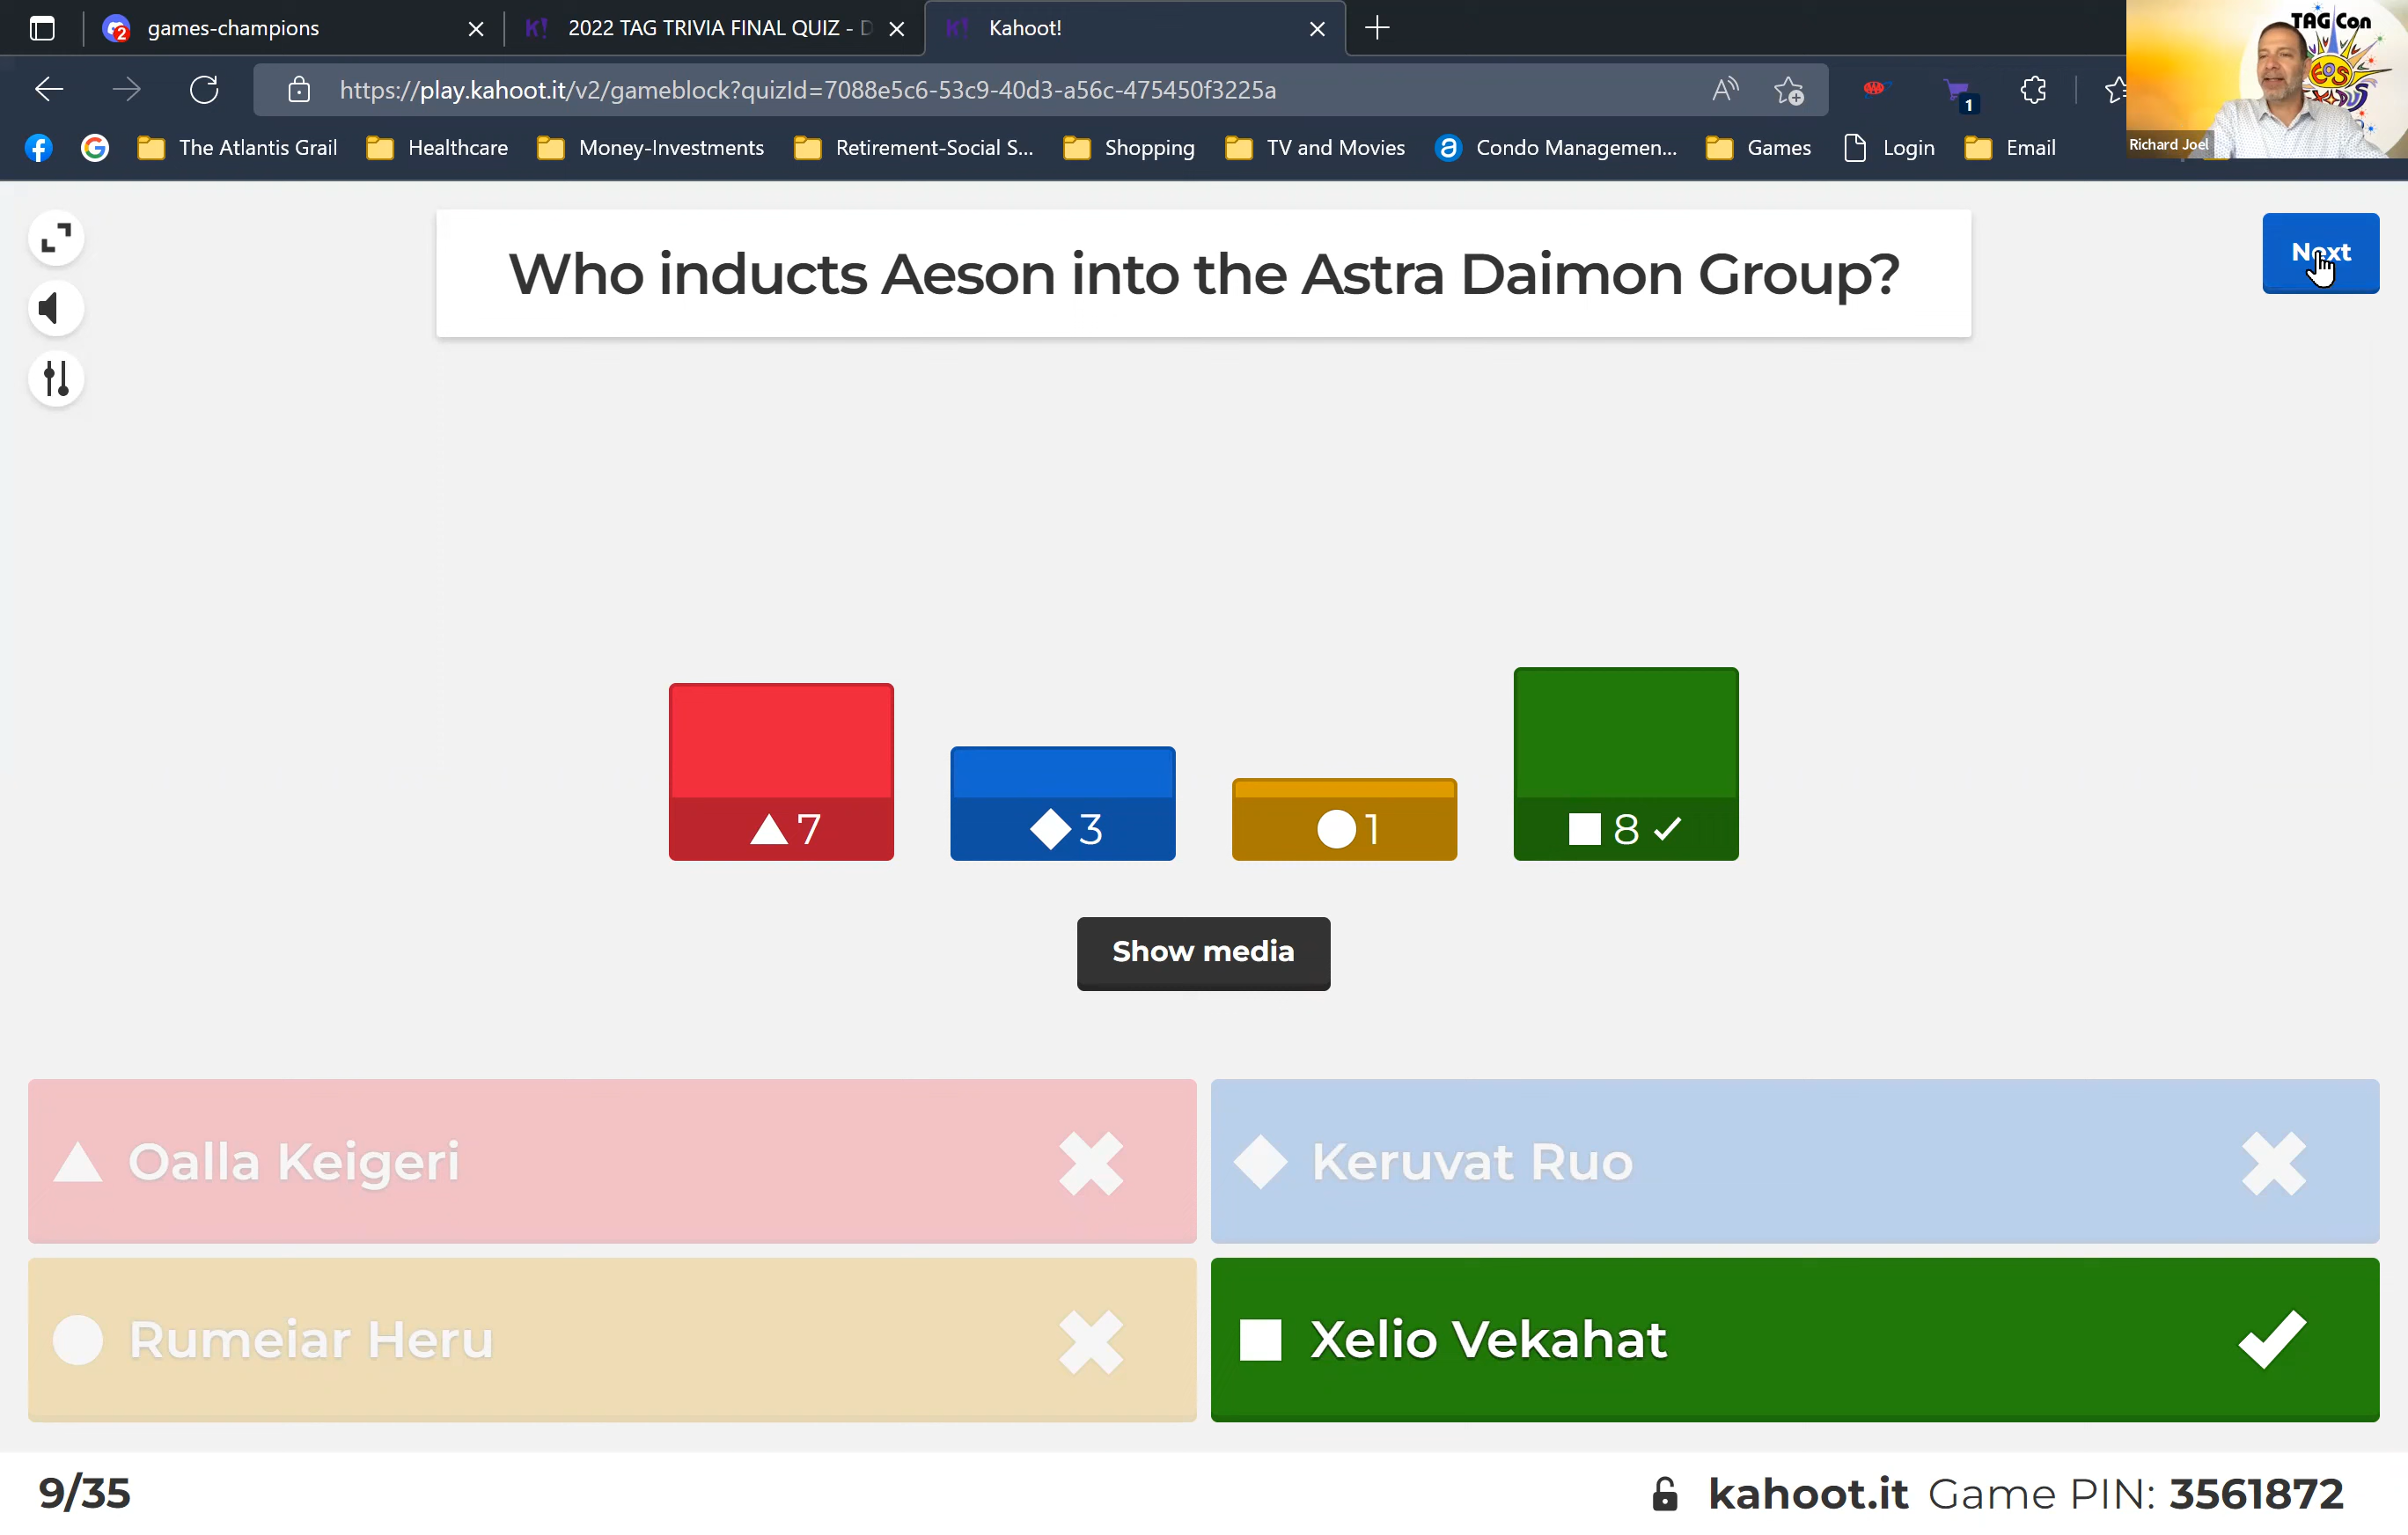 games-champions
2022 TAG TRIVIA FINAL QUIZ - D
Kahoot!
https://play.kahoot.it/v2/gameblock?quizId=7088e5c6-53c9-40d3-a56c-475450f3225a
1
2
TAG Con
EOS
Richard Joel
The Atlantis Grail
Healthcare
Money-Investments
Retirement-Social S...
Shopping
TV and Movies
Condo Managemen...
Games
Login
Email
Who inducts Aeson into the Astra Daimon Group?
Next
7
3
1
8
Show media
Oalla Keigeri
Keruvat Ruo
Rumeiar Heru
Xelio Vekahat
9/35
kahoot.it Game PIN: 3561872